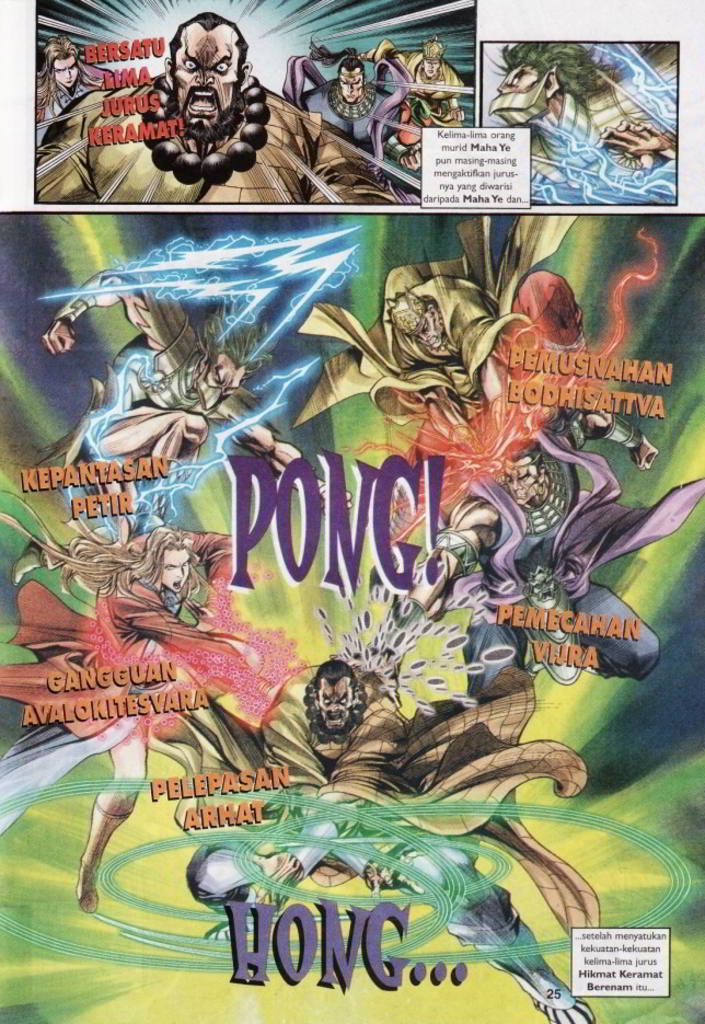 BERSATU
LIMA
JURUS
KERAMAT!
Kelima-lima orang
murid Maha Ye
pun masing-masing
mengaktifkan jurus-
nya yang diwarisi
daripada Maha Ye dan...
PEMUSNAHAN
BODHISATTVA
KEPANTASAN
PETIR
PONG!
PEMECAHAN
VIJRA
GANGGUAN
AVALOKITESVARA
PELEPASAN
ARHAT
HONG...
...setelah menyatukan
kekuatan-kekuatan
kelima-lima jurus
Hikmat Keramat
Berenam itu...
25